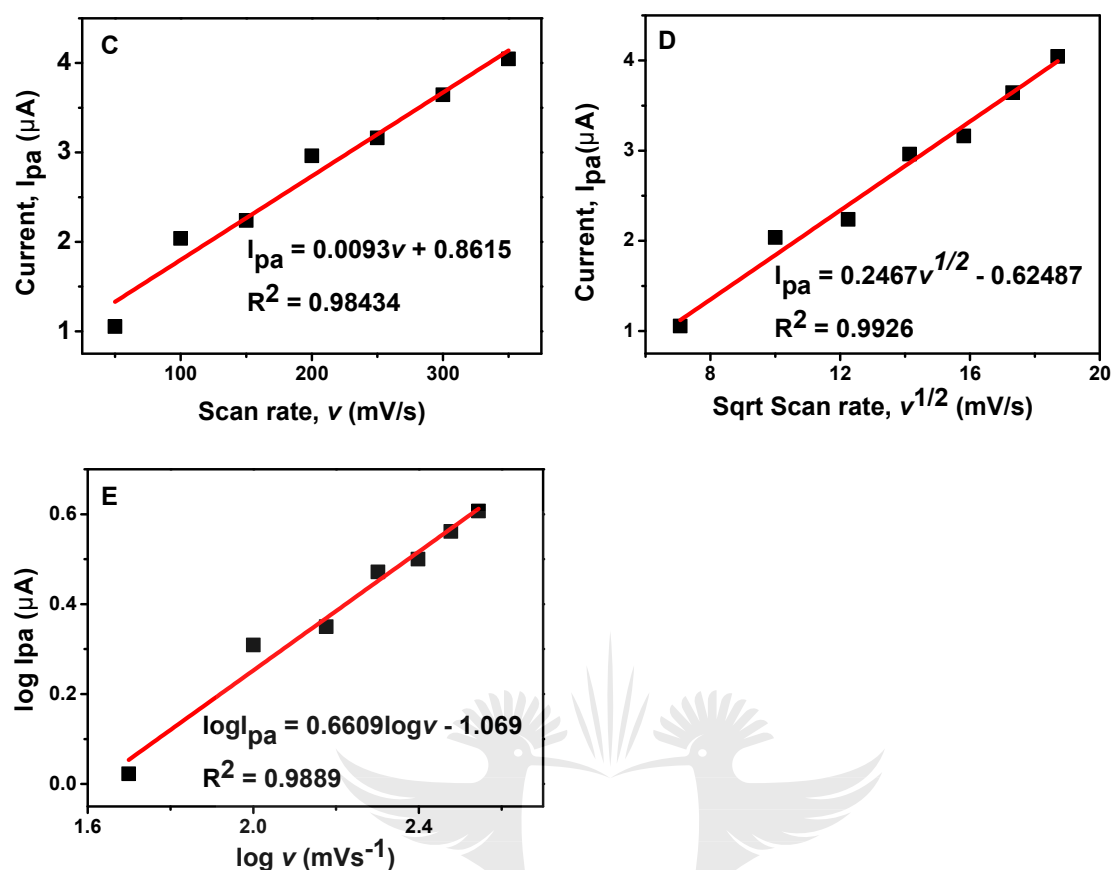 C
4
3
2
1
Current, Ipa (µA)
Ipa = 0.0093v + 0.8615
R2 = 0.98434
100 200 300
Scan rate, v (mV/s)
D
4
3
2
1
Current, Ipa(µA)
Ipa = 0.2467v1/2 - 0.62487
R2 = 0.9926
8 12 16 20
Sqrt Scan rate, v1/2 (mV/s)
E
0.6
0.4
0.2
0.0
log Ipa (µA)
logIpa = 0.6609logv - 1.069
R2 = 0.9889
1.6 2.0 2.4
log v (mVs-1)